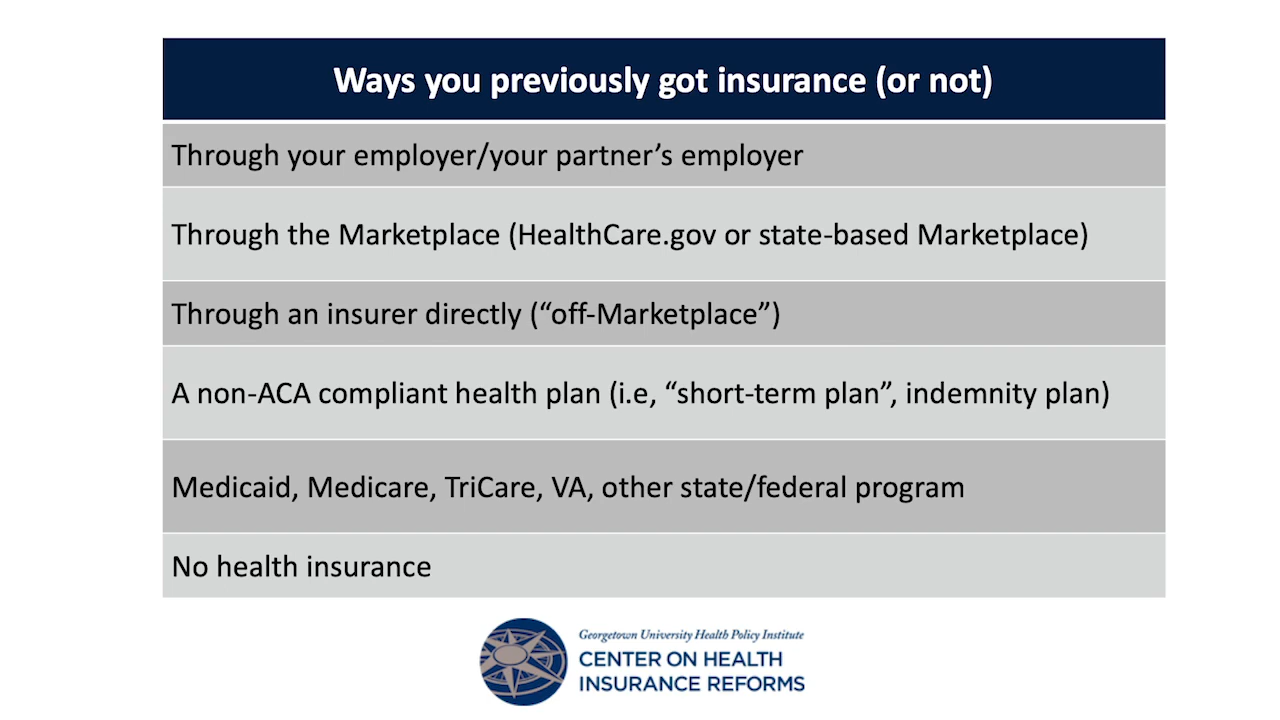 Ways you previously got insurance (or not)
Through your employer/your partner’s employer
Through the Marketplace (HealthCare.gov or state-based Marketplace)
Through an insurer directly (“off-Marketplace”)
A non-ACA compliant health plan (i.e, “short-term plan”, indemnity plan)
Medicaid, Medicare, TriCare, VA, other state/federal program
No health insurance
Georgetown University Health Policy Institute
CENTER ON HEALTH
INSURANCE REFORMS